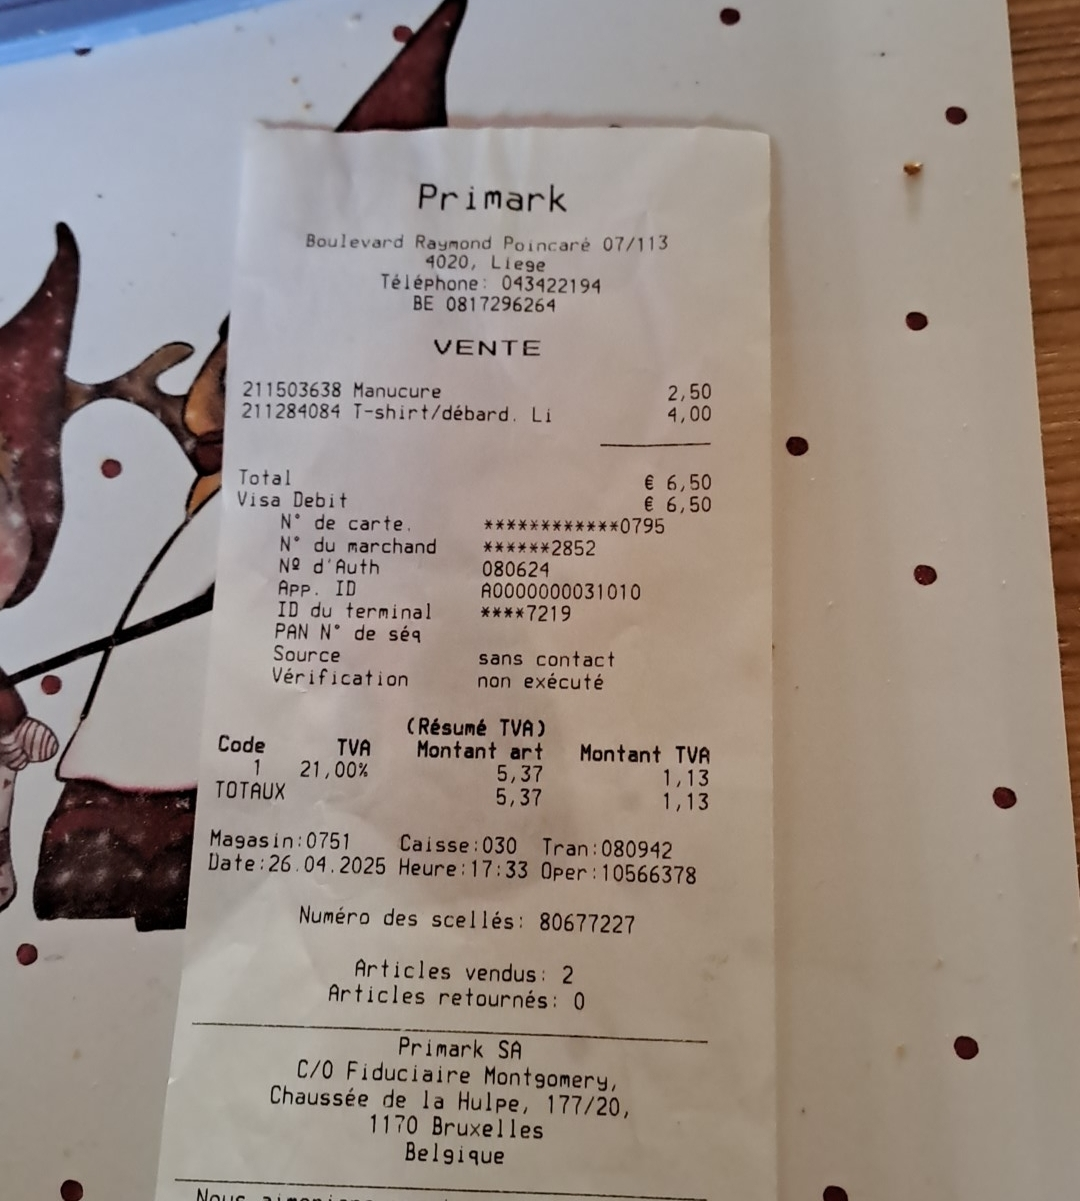 Primark
Boulevard Raymond Poincaré 07/113
4020, Liege
Téléphone: 043422194
BE 0817296264
VENTE
211503638 Manucure 2,50
211284084 T-shirt/débard. Li 4,00
Total € 6,50
Visa Debit € 6,50
N° de carte. ************0795
N° du marchand ******2852
Nº d'Auth 080624
App. ID A0000000031010
ID du terminal ****7219
PAN N° de séq
Source sans contact
Vérification non exécuté
(Résumé TVA)
Code TVA Montant art Montant TVA
1 21,00% 5,37 1,13
TOTAUX 5,37 1,13
Magasin:0751 Caisse:030 Tran:080942
Date:26.04.2025 Heure:17:33 Oper:10566378
Numéro des scellés: 80677227
Articles vendus: 2
Articles retournés: 0
Primark SA
C/O Fiduciaire Montgomery,
Chaussée de la Hulpe, 177/20,
1170 Bruxelles
Belgique
Nous